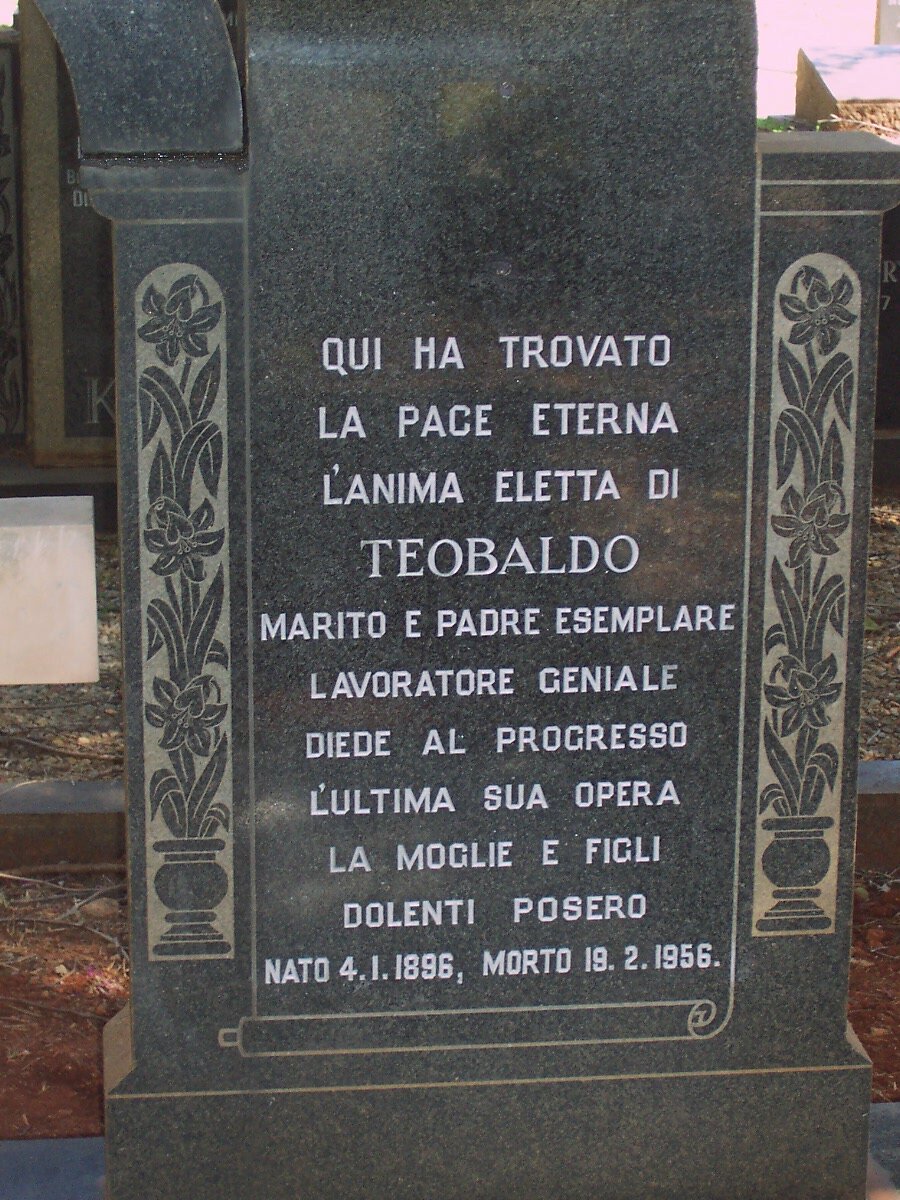 QUI HA TROVATO
LA PACE ETERNA
L'ANIMA ELETTA DI
TEOBALDO
MARITO E PADRE ESEMPLARE
LAVORATORE GENIALE
DIEDE AL PROGRESSO
L'ULTIMA SUA OPERA
LA MOGLIE E FIGLI
DOLENTI POSERO
NATO 4.1.1896, MORTO 19.2.1956.